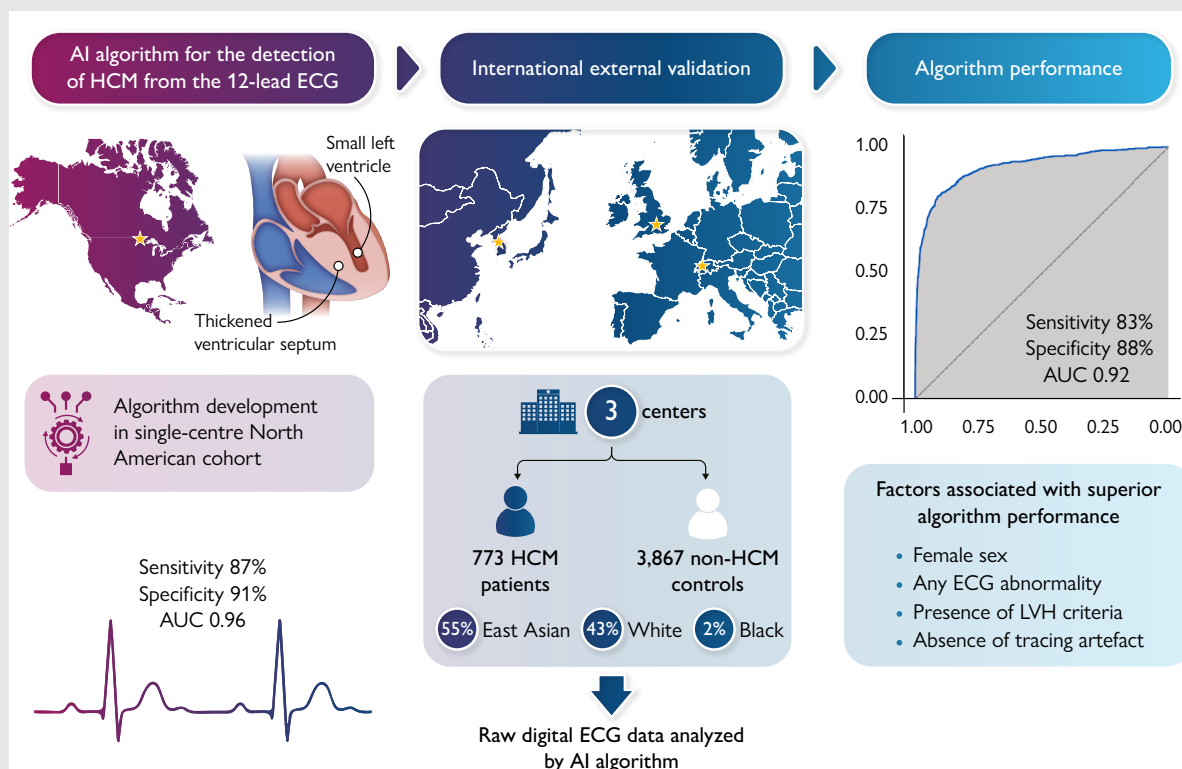 AI algorithm for the detection
of HCM from the 12-lead ECG
International external validation
Algorithm performance
Small left
ventricle
Thickened
ventricular septum
Algorithm development
in single-centre North
American cohort
Sensitivity 87%
Specificity 91%
AUC 0.96
3 centers
773 HCM
patients
3,867 non-HCM
controls
55% East Asian 43% White 2% Black
Raw digital ECG data analyzed
by AI algorithm
1.00
0.75
0.50
0.25
0.00
1.00 0.75 0.50 0.25 0.00
Sensitivity 83%
Specificity 88%
AUC 0.92
Factors associated with superior
algorithm performance
• Female sex
• Any ECG abnormality
• Presence of LVH criteria
• Absence of tracing artefact